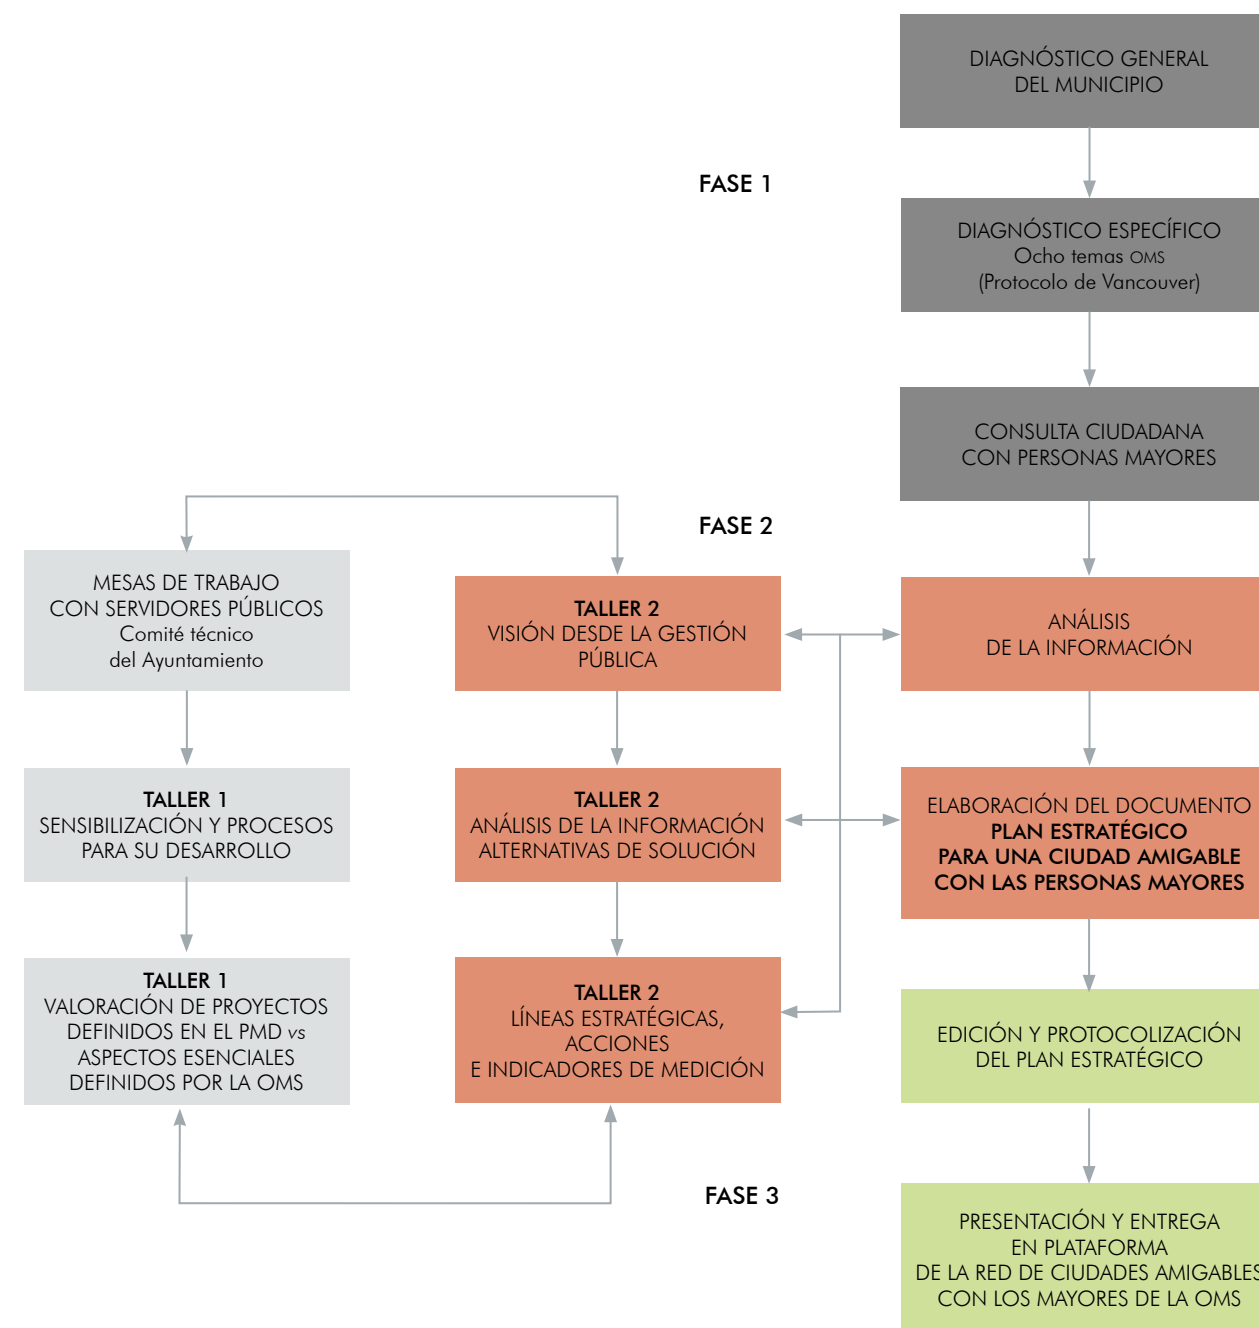 DIAGNÓSTICO GENERAL
DEL MUNICIPIO
FASE 1
DIAGNÓSTICO ESPECÍFICO
Ocho temas OMS
(Protocolo de Vancouver)
CONSULTA CIUDADANA
CON PERSONAS MAYORES
FASE 2
MESAS DE TRABAJO
CON SERVIDORES PÚBLICOS
Comité técnico
del Ayuntamiento
TALLER 2
VISIÓN DESDE LA GESTIÓN
PÚBLICA
ANÁLISIS
DE LA INFORMACIÓN
TALLER 1
SENSIBILIZACIÓN Y PROCESOS
PARA SU DESARROLLO
TALLER 2
ANÁLISIS DE LA INFORMACIÓN
ALTERNATIVAS DE SOLUCIÓN
ELABORACIÓN DEL DOCUMENTO
PLAN ESTRATÉGICO
PARA UNA CIUDAD AMIGABLE
CON LAS PERSONAS MAYORES
TALLER 1
VALORACIÓN DE PROYECTOS
DEFINIDOS EN EL PMD vs
ASPECTOS ESENCIALES
DEFINIDOS POR LA OMS
TALLER 2
LÍNEAS ESTRATÉGICAS,
ACCIONES
E INDICADORES DE MEDICIÓN
EDICIÓN Y PROTOCOLIZACIÓN
DEL PLAN ESTRATÉGICO
FASE 3
PRESENTACIÓN Y ENTREGA
EN PLATAFORMA
DE LA RED DE CIUDADES AMIGABLES
CON LOS MAYORES DE LA OMS